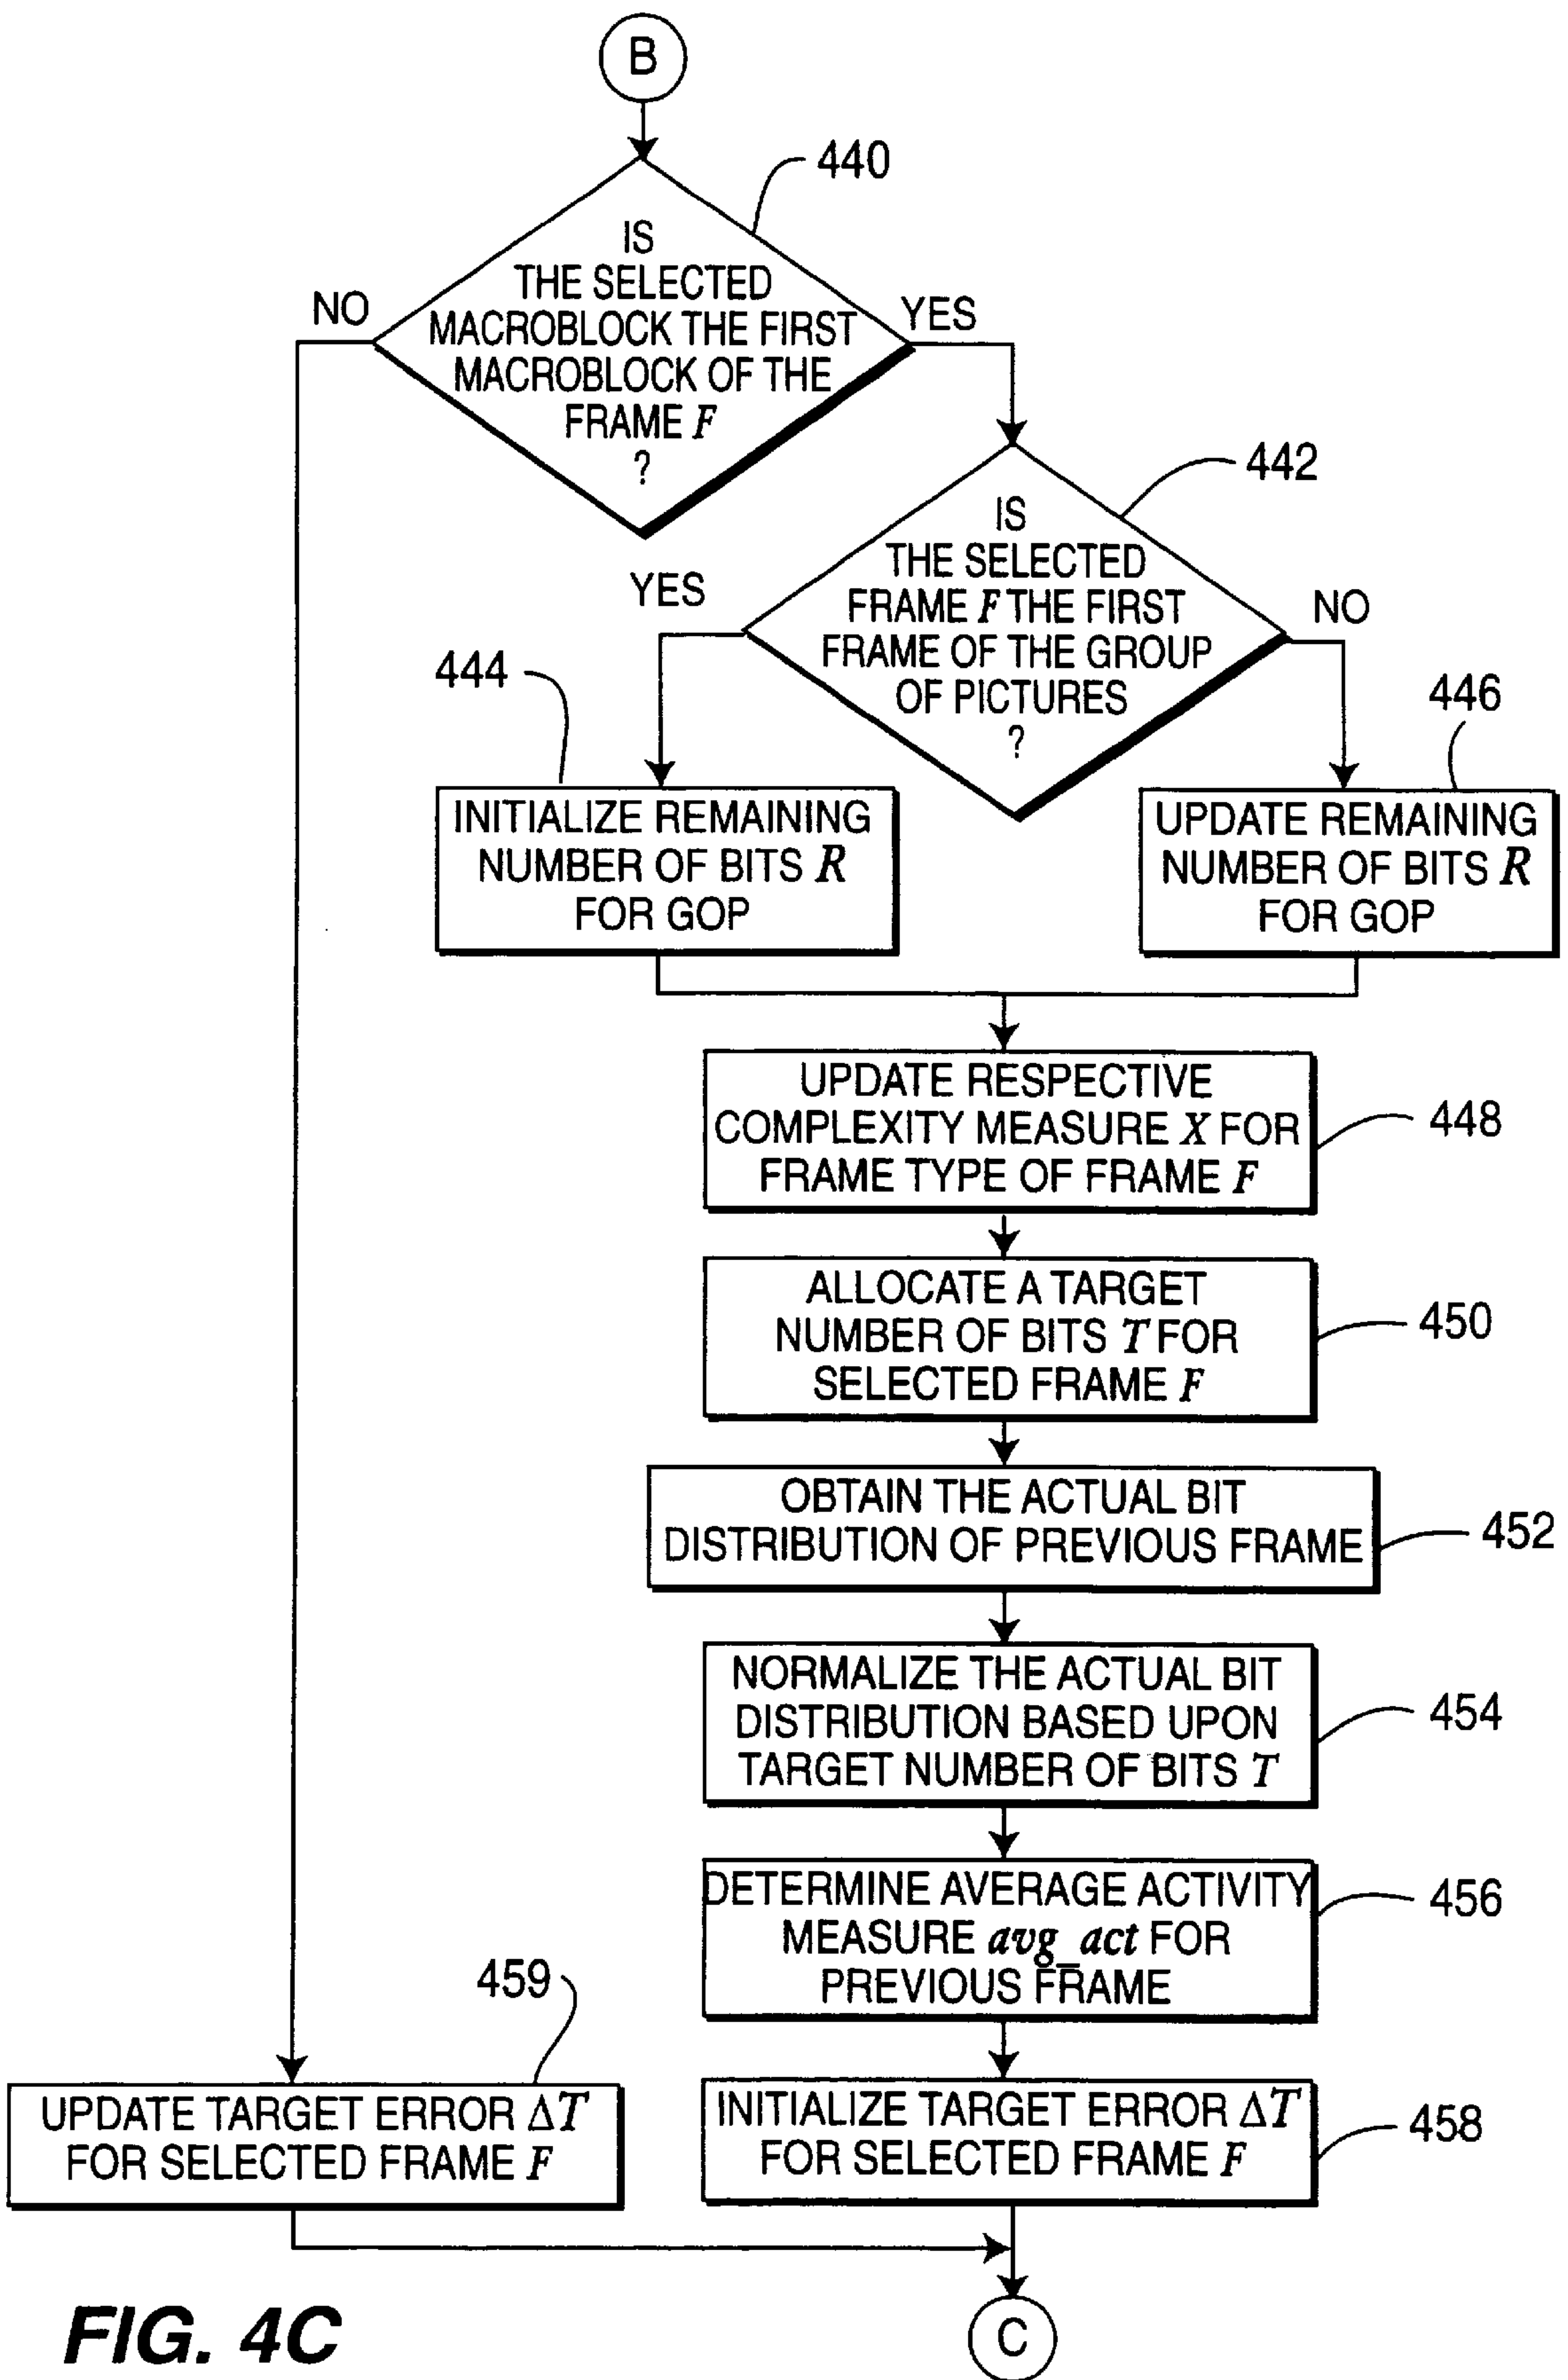 B
440
IS
THE SELECTED
MACROBLOCK THE FIRST
MACROBLOCK OF THE
FRAME F
?
NO
YES
442
IS
THE SELECTED
FRAME F THE FIRST
FRAME OF THE GROUP
OF PICTURES
?
YES
NO
444
INITIALIZE REMAINING
NUMBER OF BITS R
FOR GOP
446
UPDATE REMAINING
NUMBER OF BITS R
FOR GOP
UPDATE RESPECTIVE
COMPLEXITY MEASURE X FOR
FRAME TYPE OF FRAME F
448
ALLOCATE A TARGET
NUMBER OF BITS T FOR
SELECTED FRAME F
450
OBTAIN THE ACTUAL BIT
DISTRIBUTION OF PREVIOUS FRAME
452
NORMALIZE THE ACTUAL BIT
DISTRIBUTION BASED UPON
TARGET NUMBER OF BITS T
454
DETERMINE AVERAGE ACTIVITY
MEASURE avg_act FOR
PREVIOUS FRAME
456
459
UPDATE TARGET ERROR ΔT
FOR SELECTED FRAME F
INITIALIZE TARGET ERROR ΔT
FOR SELECTED FRAME F
458
C
FIG. 4C